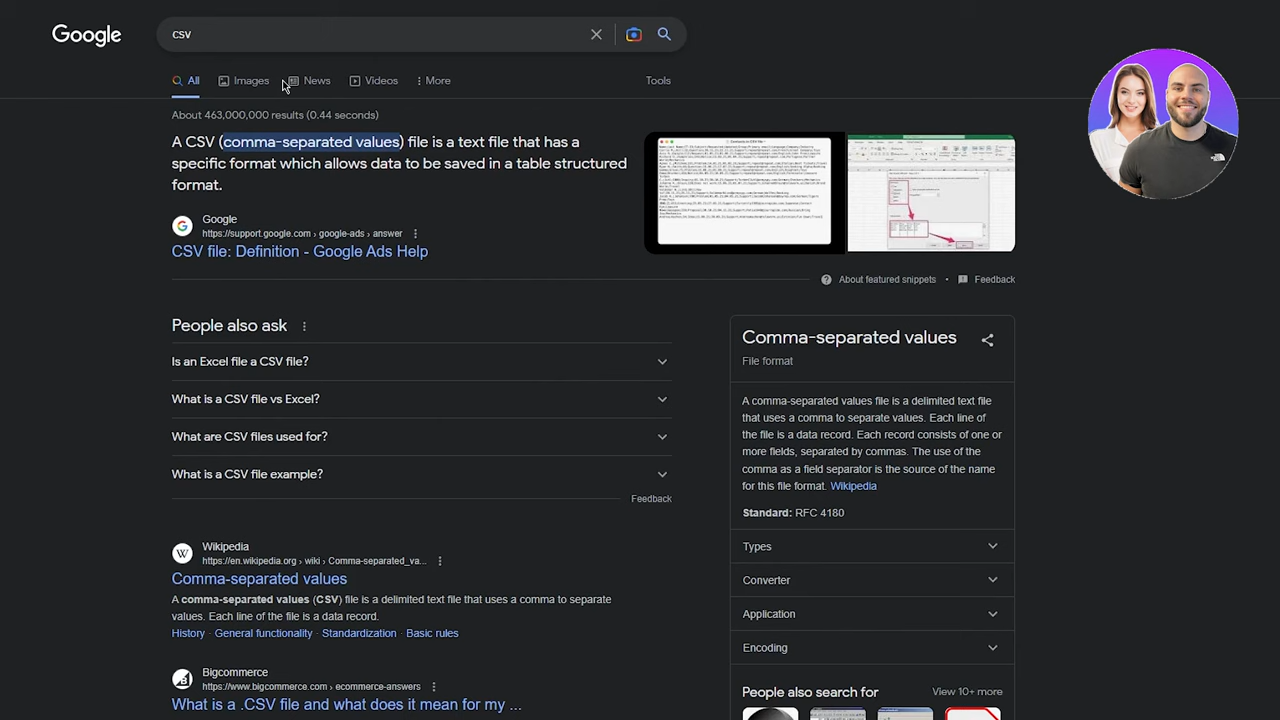 Google
csv
All
Images
News
Videos
More
Tools
About 463,000,000 results (0.44 seconds)
A CSV (comma-separated values) file is a text file that has a
specific format which allows data to be saved in a table structured
format.
Google
https://support.google.com › google-ads › answer
CSV file: Definition - Google Ads Help
About featured snippets
•
Feedback
People also ask
Is an Excel file a CSV file?
What is a CSV file vs Excel?
What are CSV files used for?
What is a CSV file example?
Feedback
Wikipedia
https://en.wikipedia.org › wiki › Comma-separated_va...
Comma-separated values
A comma-separated values (CSV) file is a delimited text file that uses a comma to separate
values. Each line of the file is a data record.
History · General functionality · Standardization · Basic rules
Bigcommerce
https://www.bigcommerce.com › ecommerce-answers
What is a .CSV file and what does it mean for my ...
Comma-separated values
File format
A comma-separated values file is a delimited text file
that uses a comma to separate values. Each line of
the file is a data record. Each record consists of one or
more fields, separated by commas. The use of the
comma as a field separator is the source of the name
for this file format. Wikipedia
Standard: RFC 4180
Types
Converter
Application
Encoding
People also search for
View 10+ more